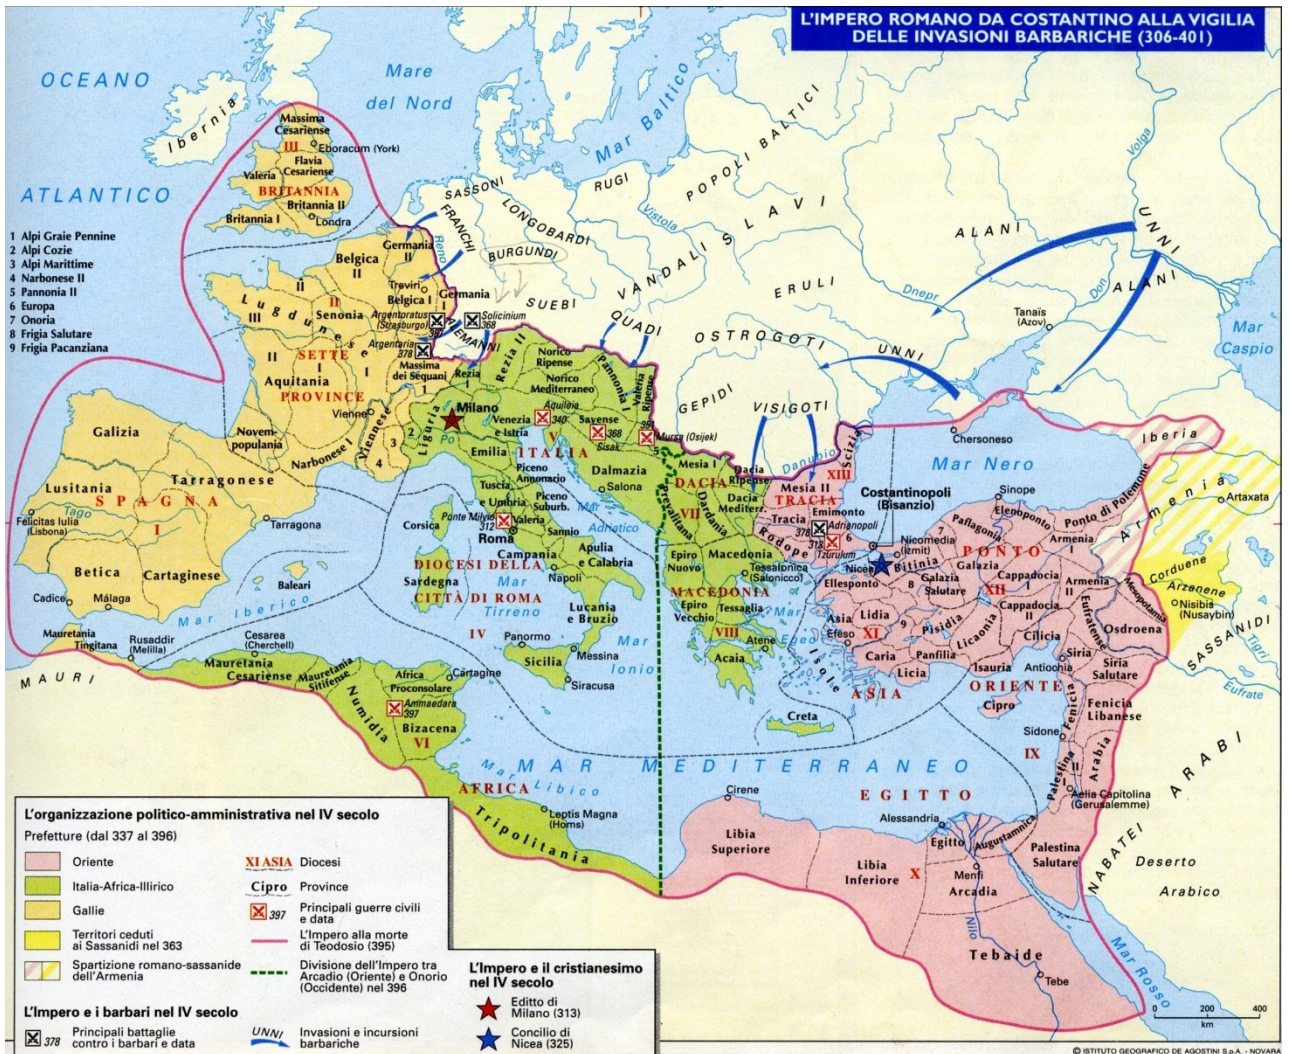 L'IMPERO ROMANO DA COSTANTINO ALLA VIGILIA
DELLE INVASIONI BARBARICHE (306-401)
OCEANO
ATLANTICO
Mare
del Nord
Mar Baltico
Ibernia
Massima
Cesariense
III
Eboracum (York)
Flavia
Cesariense
Valeria
BRITANNIA
Britannia II
Britannia I
Londra
1 Alpi Graie Pennine
2 Alpi Cozie
3 Alpi Marittime
4 Narbonese II
5 Pannonia II
6 Europa
7 Onoria
8 Frigia Salutare
9 Frigia Pacanziana
SASSONI
FRANCHI
LONGOBARDI
BURGUNDI
RUGI
POPOLI BALTICI
Vistola
VANDALI
SLAVI
SUEBI
QUADI
ALEMANNI
ERULI
OSTROGOTI
GEPIDI
VISIGOTI
UNNI
ALANI
UNNI
ALANI
Volga
Don
Dnepr
Tanaïs
(Azov)
Mar
Caspio
Reno
Germania
II
Belgica
II
Treviri
Belgica I
Germania
I
Argentoratus
(Strasburgo)
357
Solicinium
368
Argentaria
378
Massima
dei Séquani
II
III
Lugdunese
II
Senonia
I
SETTE
PROVINCE
II
Aquitania
I
Vienne
Viennese
Novem-
populania
Narbonese I
1
2
3
4
Galizia
Lusitania
Tarragonese
SPAGNA
I
Tago
Felicitas Iulia
(Lisbona)
Tarragona
Betica
Cartaginese
Cadice
Málaga
Baleari
Mar Iberico
Mauretania
Tingitana
Rusaddir
(Melilla)
MAURI
Cesarea
(Cherchell)
Mauretania
Cesariense
Mauretania
Sitifense
Numidia
Africa
Proconsolare
Cartagine
Ammaedara
397
Bizacena
VI
AFRICA
Tripolitania
Leptis Magna
(Homs)
Mar Libico
Rezia II
Rezia
I
Norico
Ripense
Norico
Mediterraneo
Pannonia I
Valeria
Ripense
Milano
Liguria
Po
Venezia
e Istria
Aquileia
340
Savense
368
Sisak
351
Mursa (Osijek)
5
V
ITALIA
Emilia
Dalmazia
Salona
Piceno
Annonario
Tuscia
e Umbria
Piceno
Suburb.
Mar
Adriatico
Ponte Milvio
312
Valeria
Roma
Sannio
Corsica
Campania
Apulia
e Calabria
Napoli
DIOCESI DELLA
CITTÀ DI ROMA
IV
Sardegna
Mar
Tirreno
Lucania
e Bruzio
Panormo
Messina
Sicilia
Siracusa
Mar
Ionio
Mesia I
Dacia
Ripense
DACIA
Dacia
Mediterr.
VII
Prevalitana
Dardania
Epiro
Nuovo
Macedonia
Tessalonica
(Salonicco)
MACEDONIA
Epiro
Vecchio
Tessaglia
VIII
Atene
Acaia
Mar
Egeo
Creta
Isole
Danubio
Scizia
XIII
Mesia II
TRACIA
Emimonto
Tracia
378
Adrianopoli
318
Tzurulum
6
Rodope
Costantinopoli
(Bisanzio)
Nicomedia
(Izmit)
Nicea
Bitinia
Chersoneso
Mar Nero
Sinope
Elenoponto
7
Paflagonia
Ponto di Polemone
PONTO
Galazia
Armenia
I
Ellesponto
8
Galazia
Salutare
Cappadocia
I
XII
Armenia
II
Cappadocia
II
Asia
Lidia
Efeso
XI
9
Pisidia
Licaonia
Cilicia
Caria
Panfilia
Licia
Isauria
ASIA
ORIENTE
Cipro
Antiochia
Siria
Siria
Salutare
Eufratense
Osdroena
Mesopotamia
Iberia
Armenia
Artaxata
Corduene
Arzanene
Nisibis
(Nusaybin)
SASSANIDI
Tigri
Eufrate
Fenicia
Fenicia
Libanese
Sidone
IX
Arabia
Palestina
II
I
Aelia Capitolina
(Gerusalemme)
ARABI
NABATEI
Deserto
Arabico
MAR MEDITERRANEO
Cirene
EGITTO
Alessandria
Libia
Superiore
Egitto
Augustamnica
Palestina
Salutare
Libia
Inferiore
X
Menfi
Arcadia
Nilo
Tebaide
Tebe
Mar Rosso
L'organizzazione politico-amministrativa nel IV secolo
Prefetture (dal 337 al 396)
Oriente
Italia-Africa-Illirico
Gallie
Territori ceduti
ai Sassanidi nel 363
Spartizione romano-sassanide
dell'Armenia
XI ASIA Diocesi
Cipro Province
397 Principali guerre civili
e data
L'Impero alla morte
di Teodosio (395)
Divisione dell'Impero tra
Arcadio (Oriente) e Onorio
(Occidente) nel 396
L'Impero e i barbari nel IV secolo
378 Principali battaglie
contro i barbari e data
UNNI Invasioni e incursioni
barbariche
L'Impero e il cristianesimo
nel IV secolo
Editto di
Milano (313)
Concilio di
Nicea (325)
0 200 400
km
© ISTITUTO GEOGRAFICO DE AGOSTINI S.p.A. - NOVARA